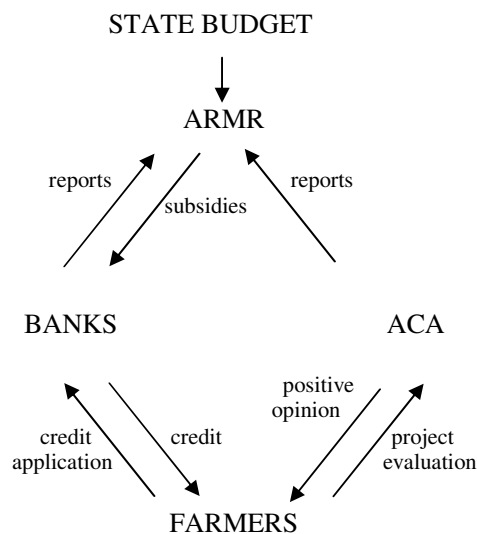 STATE BUDGET
ARMR
reports
reports
subsidies
BANKS
ACA
positive
opinion
credit
application
credit
project
evaluation
FARMERS